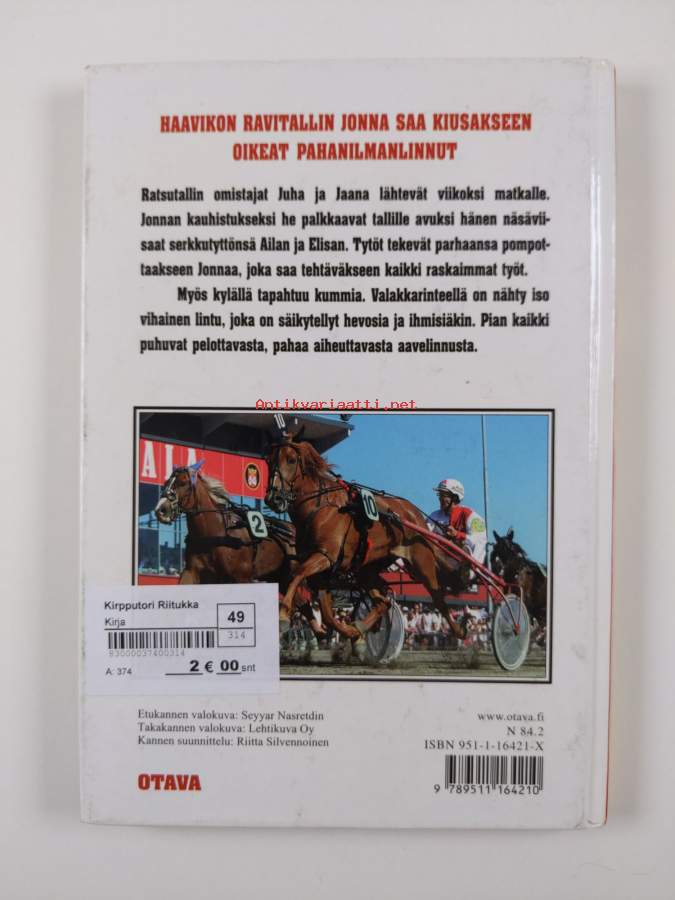 HAAVIKON RAVITALLIN JONNA SAA KIUSAKSEEN
OIKEAT PAHANILMANLINNUT
Ratsutallin omistajat Juha ja Jaana lähtevät viikoksi matkalle.
Jonnan kauhistukseksi he palkkaavat tallille avuksi hänen näsävii-
saat serkkutyttönsä Ailan ja Elisan. Tytöt tekevät parhaansa pompot-
taakseen Jonnaa, joka saa tehtäväkseen kaikki raskaimmat työt.
Myös kylällä tapahtuu kummia. Valakkarinteellä on nähty iso
vihainen lintu, joka on säikytellyt hevosia ja ihmisiäkin. Pian kaikki
puhuvat pelottavasta, pahaa aiheuttavasta aavelinnusta.
Antikvariaatti.net
10
ALA
2
10
Kirpputori Riitukka
Kirja
49
314
83000037400314
A: 374
2 € 00 snt
Etukannen valokuva: Seyyar Nasretdin
Takakannen valokuva: Lehtikuva Oy
Kannen suunnittelu: Riitta Silvennoinen
www.otava.fi
N 84.2
ISBN 951-1-16421-X
OTAVA
9 789511 164210